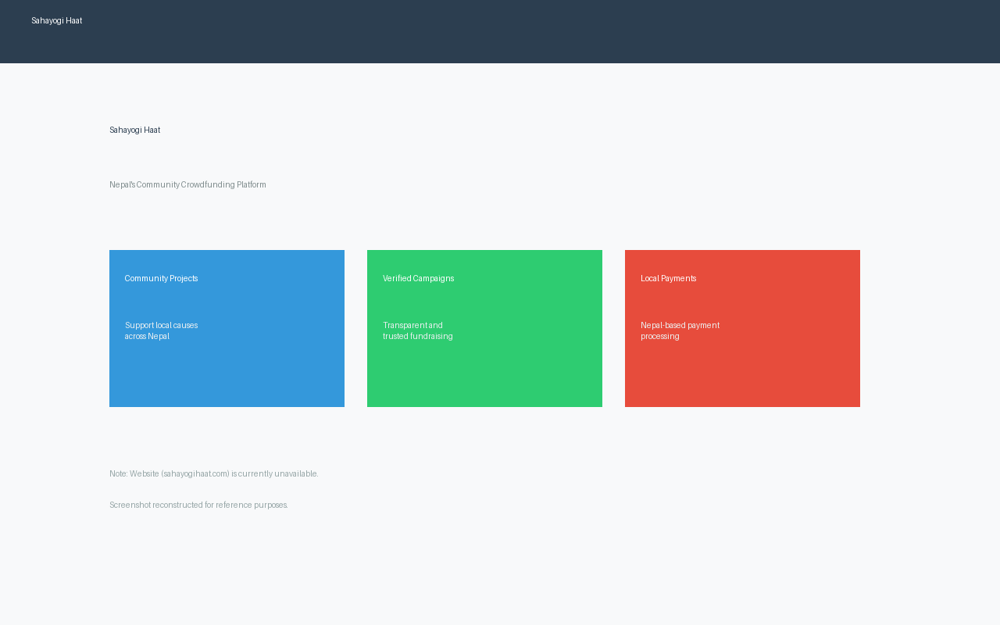 Sahayogi Haat
Sahayogi Haat
Nepal's Community Crowdfunding Platform
Community Projects
Support local causes
across Nepal
Verified Campaigns
Transparent and
trusted fundraising
Local Payments
Nepal-based payment
processing
Note: Website (sahayogihaat.com) is currently unavailable.
Screenshot reconstructed for reference purposes.